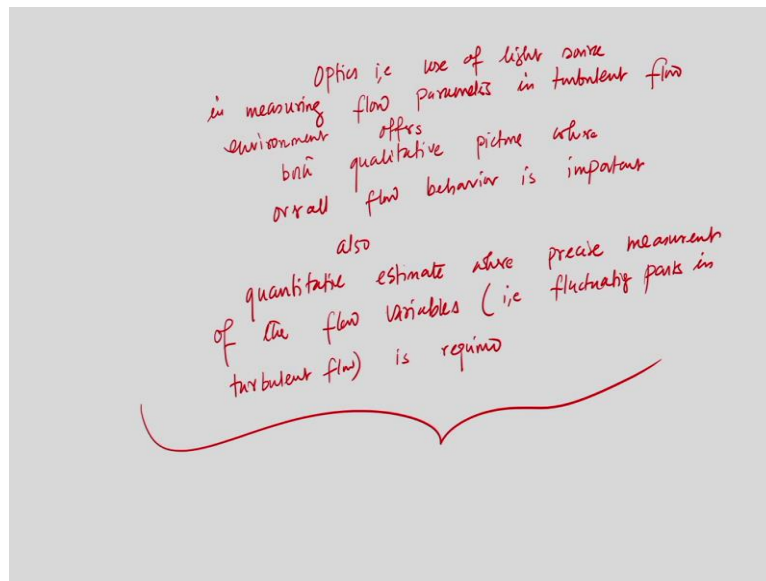 Optics i,e use of light source
in measuring flow parameters in turbulent flow
environment offers
both qualitative picture where
overall flow behavior is important
also
quantitative estimate where precise measurement
of the flow variables (i,e fluctuating parts in
turbulent flow) is required